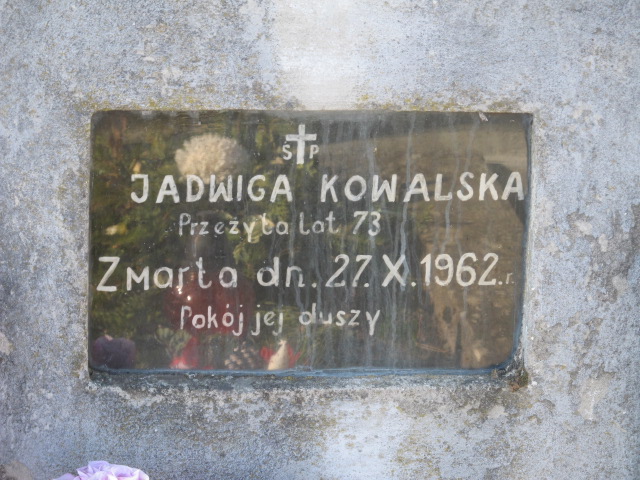 Ś P
JADWIGA KOWALSKA
Przeżyła lat 73
Zmarła dn. 27.X.1962.r.
Pokój jej duszy